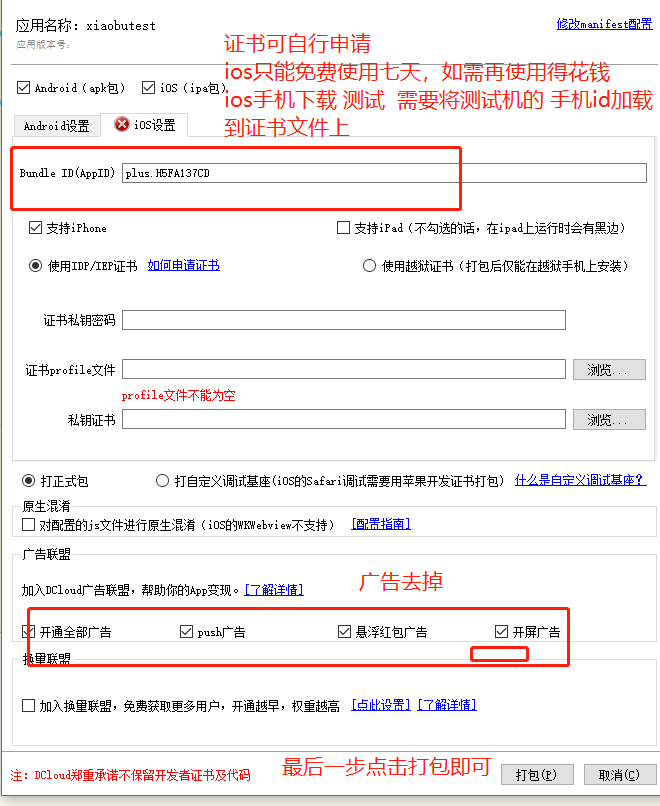 应用名称：xiaobutest
修改manifest配置
应用版本号：
证书可自行申请
ios只能免费使用七天，如需再使用得花钱
Android（apk包）
iOS（ipa包）
ios手机下载 测试 需要将测试机的 手机id加载
到证书文件上
Android设置
iOS设置
Bundle ID(AppID)
plus.H5FA137CD
支持iPhone
支持iPad（不勾选的话，在ipad上运行时会有黑边）
使用IDP/IEP证书
如何申请证书
使用越狱证书（打包后仅能在越狱手机上安装）
证书私钥密码
证书profile文件
浏览...
profile文件不能为空
私钥证书
浏览...
打正式包
打自定义调试基座(iOS的Safari调试需要用苹果开发证书打包)
什么是自定义调试基座？
原生混淆
对配置的js文件进行原生混淆（iOS的WKWebview不支持）
[配置指南]
广告联盟
广告去掉
加入DCloud广告联盟，帮助你的App变现。
[了解详情]
开通全部广告
push广告
悬浮红包广告
开屏广告
换量联盟
加入换量联盟，免费获取更多用户，开通越早，权重越高
[点此设置]
[了解详情]
最后一步点击打包即可
注：DCloud郑重承诺不保留开发者证书及代码
打包(P)
取消(C)